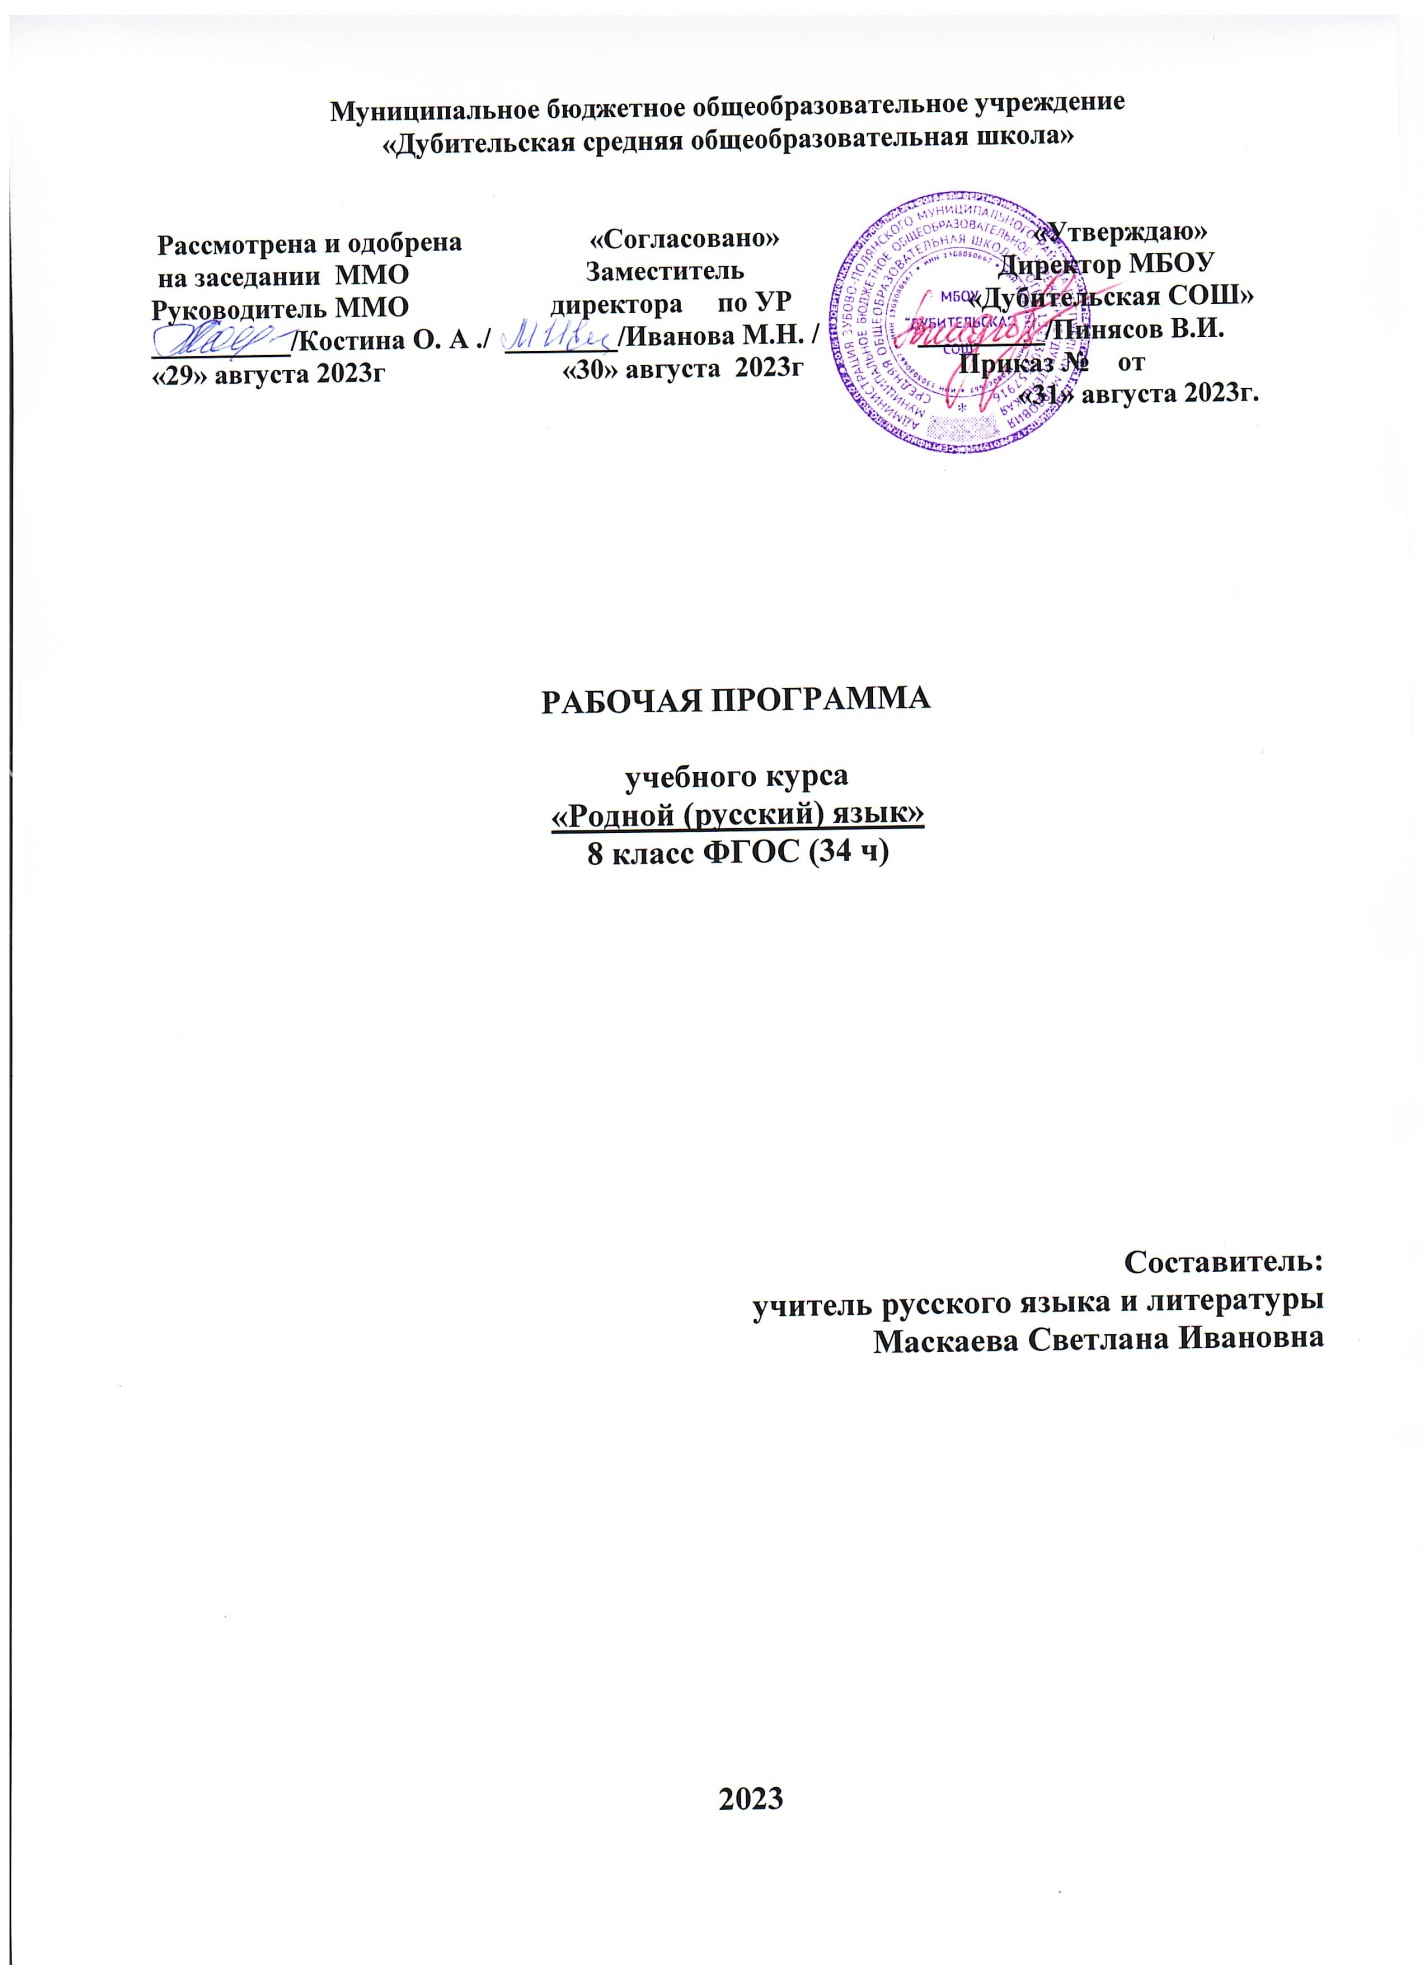 Муниципальное бюджетное общеобразовательное учреждение
«Дубительская средняя общеобразовательная школа»
Рассмотрена и одобрена
на заседании ММО
Руководитель ММО
/Костина О. А ./
«29» августа 2023г
«Согласовано»
Заместитель
директора по УР
/Иванова М.Н. /
«30» августа 2023г
«Утверждаю»
Директор МБОУ
«Дубительская СОШ»
/Пинясов В.И.
Приказ № от
«31» августа 2023г.
МБОУ
"ДУБИТЕЛЬСКАЯ
СОШ"
РАБОЧАЯ ПРОГРАММА
учебного курса
«Родной (русский) язык»
8 класс ФГОС (34 ч)
Составитель:
учитель русского языка и литературы
Маскаева Светлана Ивановна
2023